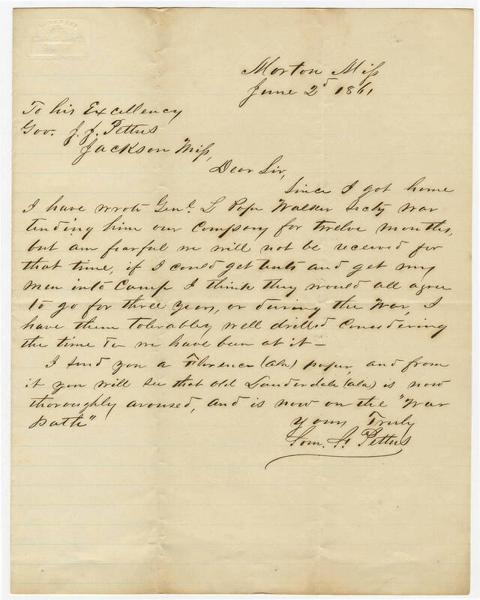 Morton Miss
June 2d 1861
To his Excellency
Gov. J. J. Pettus
Jackson Miss,
Dear Sir,
Since I got home
I have wrote Genl. L Pope Walker Secty War
tending him our Company for twelve months,
but am fearful we will not be received for
that time, if I could get tents and get my
men into Camp I think they would all agree
to go for three years, or during the War, I
have them tolerably well drilled considering
the time we have been at it —
I send you a Florence (Ala) paper, and from
it you will see that old Lauderdale (Ala) is now
thoroughly aroused, and is now on the "War
path"
Yours Truly
Pettus